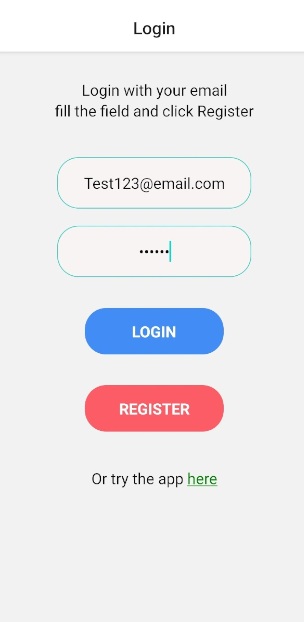 Login
Login with your email
fill the field and click Register
Test123@email.com
••••••
LOGIN
REGISTER
Or try the app here